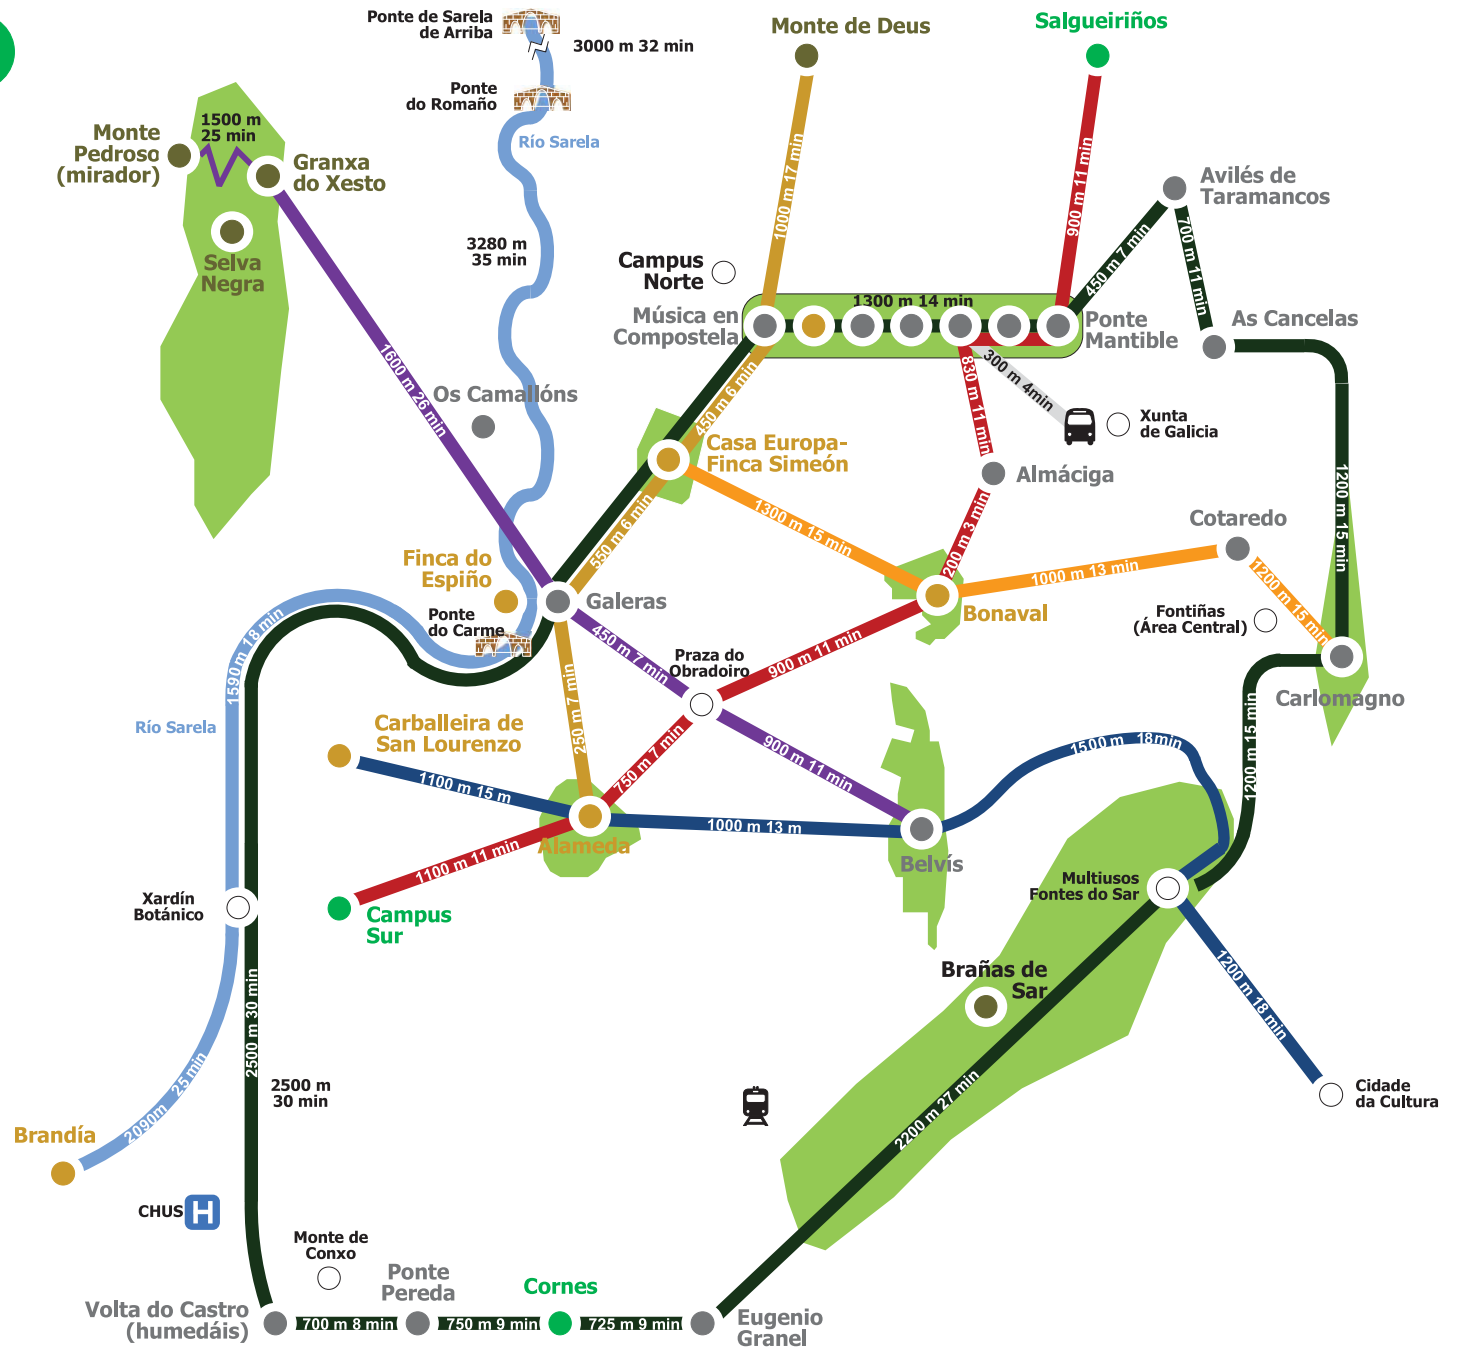 Ponte de Sarela
de Arriba
3000 m 32 min
Monte de Deus
Salgueiriños
Ponte
do Romaño
Río Sarela
1500 m
25 min
Monte
Pedroso
(mirador)
Granxa
do Xesto
Selva
Negra
3280 m
35 min
1000 m 17 min
900 m 11 min
Avilés de
Taramancos
450 m 7 min
700 m 11 min
Campus
Norte
1300 m 14 min
Música en
Compostela
Ponte
Mantible
As Cancelas
1600 m 26 min
Os Camallóns
450 m 6 min
830 m 11 min
300 m 4min
Xunta
de Galicia
Casa Europa-
Finca Simeón
Almáciga
1200 m 15 min
550 m 6 min
1300 m 15 min
200 m 3 min
Cotaredo
1000 m 13 min
1200 m 15 min
Finca do
Espiño
Galeras
Bonaval
Fontiñas
(Área Central)
Ponte
do Carme
1590m 18 min
450 m 7 min
Praza do
Obradoiro
900 m 11 min
Carlomagno
Río Sarela
Carballeira de
San Lourenzo
250 m 7 min
750 m 7 min
900 m 11 min
1500 m 18min
1200 m 15 min
1100 m 15 m
1000 m 13 m
Alameda
Belvís
1100 m 11 min
Multiusos
Fontes do Sar
Xardín
Botánico
Campus
Sur
Brañas de
Sar
1200 m 18 min
2500 m 30 min
2500 m
30 min
2090m 25 min
Cidade
da Cultura
Brandía
2200 m 27 min
CHUS H
Monte de
Conxo
Ponte
Pereda
Cornes
Volta do Castro
(humedáis)
700 m 8 min
750 m 9 min
725 m 9 min
Eugenio
Granel